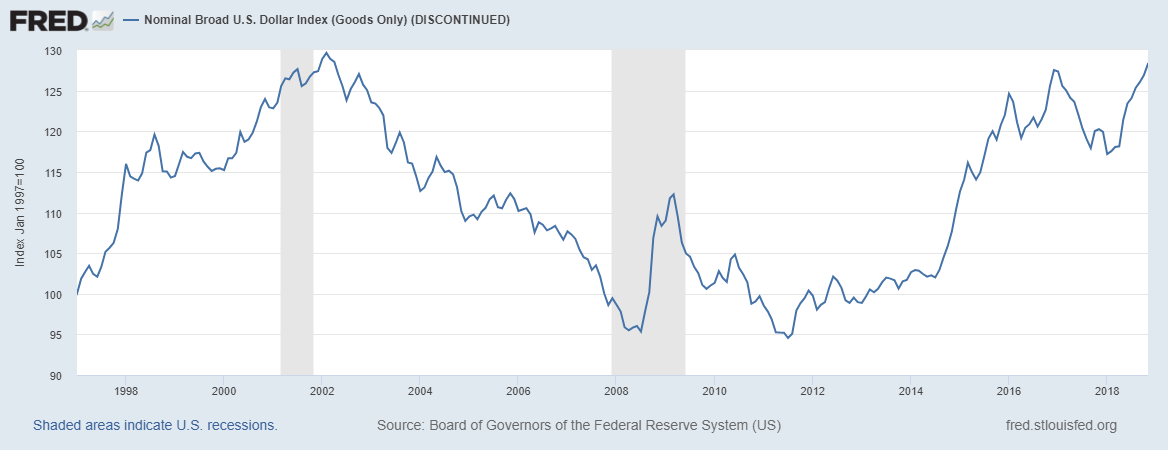 FRED
Nominal Broad U.S. Dollar Index (Goods Only) (DISCONTINUED)
Index Jan 1997=100
130
125
120
115
110
105
100
95
90
1998 2000 2002 2004 2006 2008 2010 2012 2014 2016 2018
Shaded areas indicate U.S. recessions. Source: Board of Governors of the Federal Reserve System (US) fred.stlouisfed.org